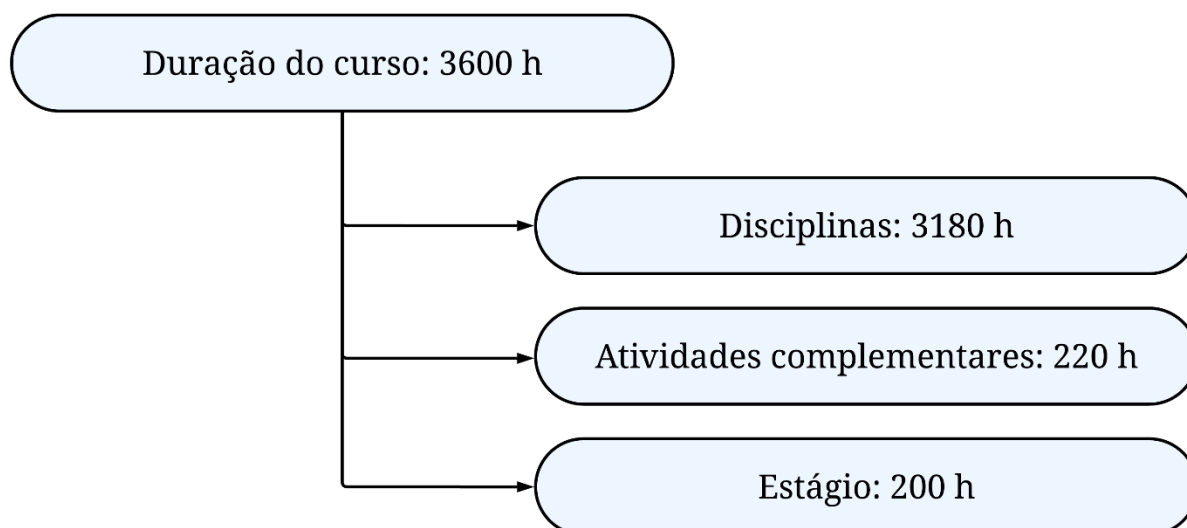 Duração do curso: 3600 h
Disciplinas: 3180 h
Atividades complementares: 220 h
Estágio: 200 h